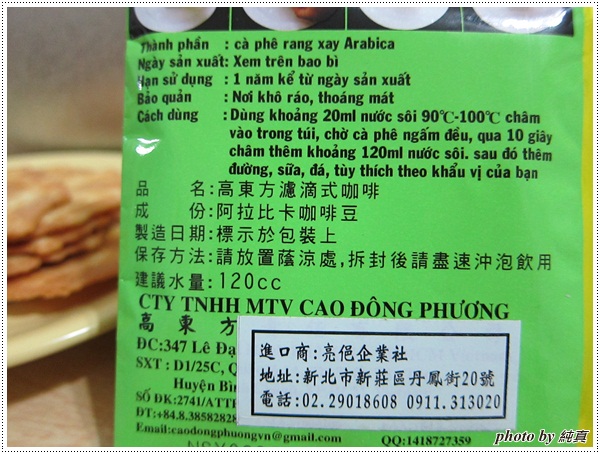 Thành phần : cà phê rang xay Arabica
Ngày sản xuất: Xem trên bao bì
Hạn sử dụng : 1 năm kể từ ngày sản xuất
Bảo quản : Nơi khô ráo, thoáng mát
Cách dùng : Dùng khoảng 20ml nước sôi 90℃-100℃ châm
vào trong túi, chờ cà phê ngấm đều, qua 10 giây
châm thêm khoảng 120ml nước sôi. sau đó thêm
đường, sữa, đá, tùy thích theo khẩu vị của bạn
品 名:高東方濾滴式咖啡
成 份:阿拉比卡咖啡豆
製造日期:標示於包裝上
保存方法:請放置蔭涼處,拆封後請盡速沖泡飲用
建議水量:120cc
CTY TNHH MTV CAO ĐÔNG PHƯƠNG
高東方
ĐC:347 Lê
SXT : D1/25C,
Huyện
SỐ ĐK:2741/
ĐT:+84.8.38582828
Email:caodongphuongvn@gmail.com QQ:1418727359
進口商:亮俋企業社
地址:新北市新莊區丹鳳街20號
電話:02.29018608 0911.313020
photo by 純真